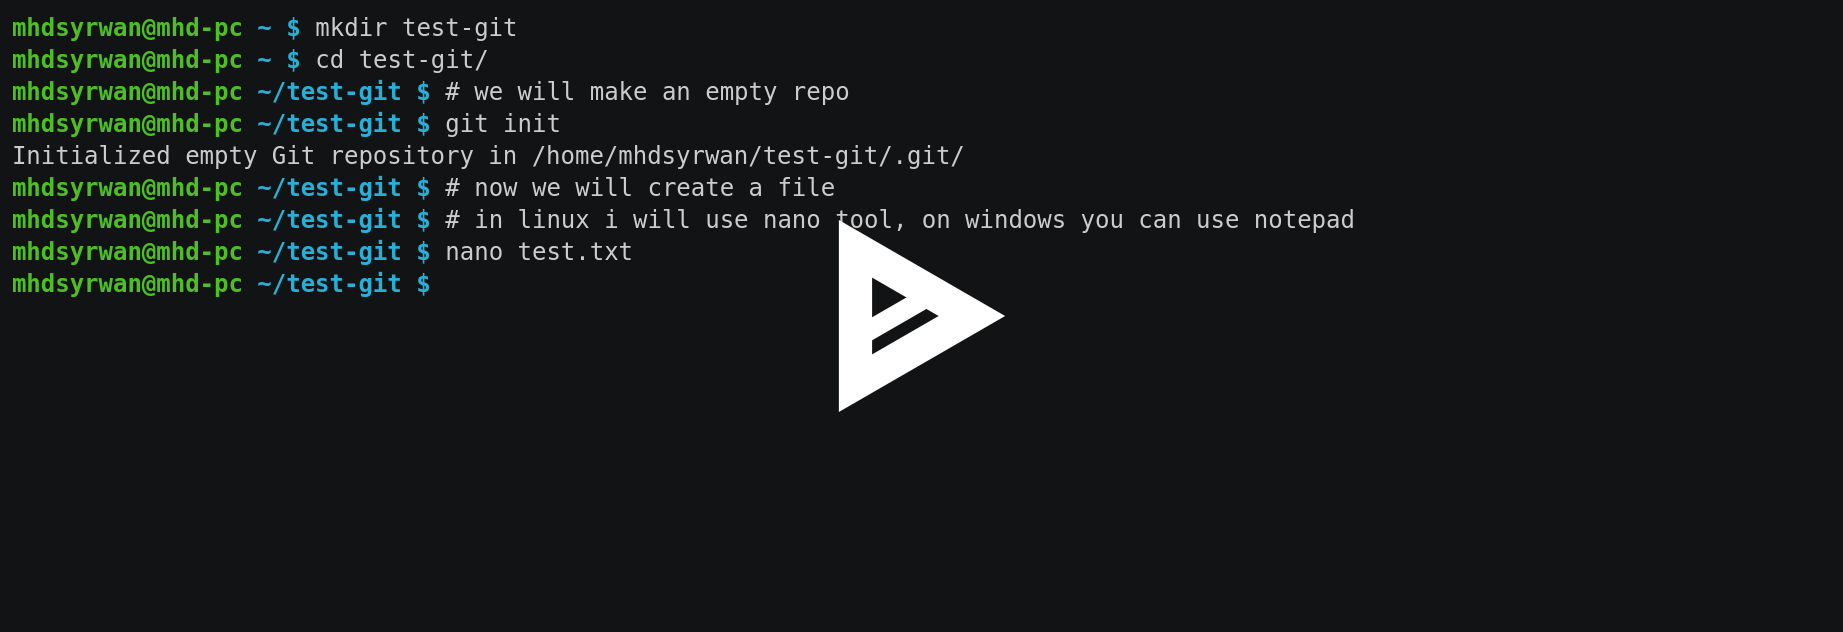 mhdsyrwan@mhd-pc ~ $ mkdir test-git
mhdsyrwan@mhd-pc ~ $ cd test-git/
mhdsyrwan@mhd-pc ~/test-git $ # we will make an empty repo
mhdsyrwan@mhd-pc ~/test-git $ git init
Initialized empty Git repository in /home/mhdsyrwan/test-git/.git/
mhdsyrwan@mhd-pc ~/test-git $ # now we will create a file
mhdsyrwan@mhd-pc ~/test-git $ # in linux i will use nano tool, on windows you can use notepad
mhdsyrwan@mhd-pc ~/test-git $ nano test.txt
mhdsyrwan@mhd-pc ~/test-git $